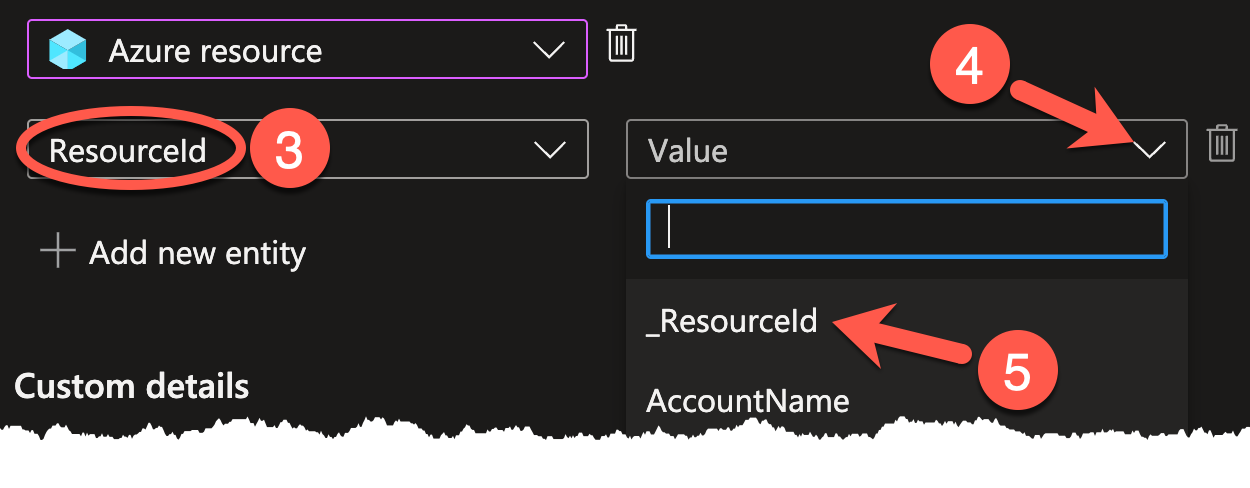 Azure resource
4
ResourceId
3
Value
Add new entity
_ResourceId
5
Custom details
AccountName